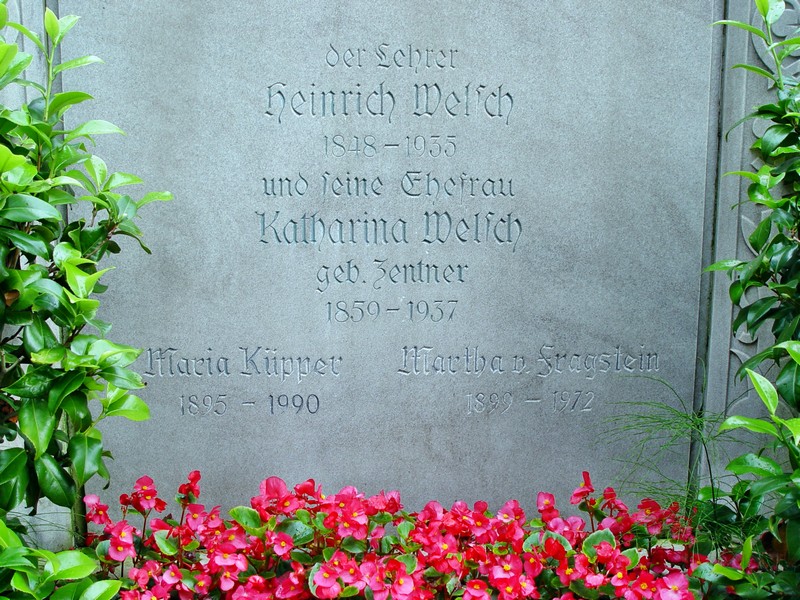 der Lehrer
Heinrich Welſch
1848 – 1935
und ſeine Ehefrau
Katharina Welſch
geb. Zentner
1859 – 1937
Maria Küpper
1895 – 1990
Martha v. Fragstein
1899 – 1972